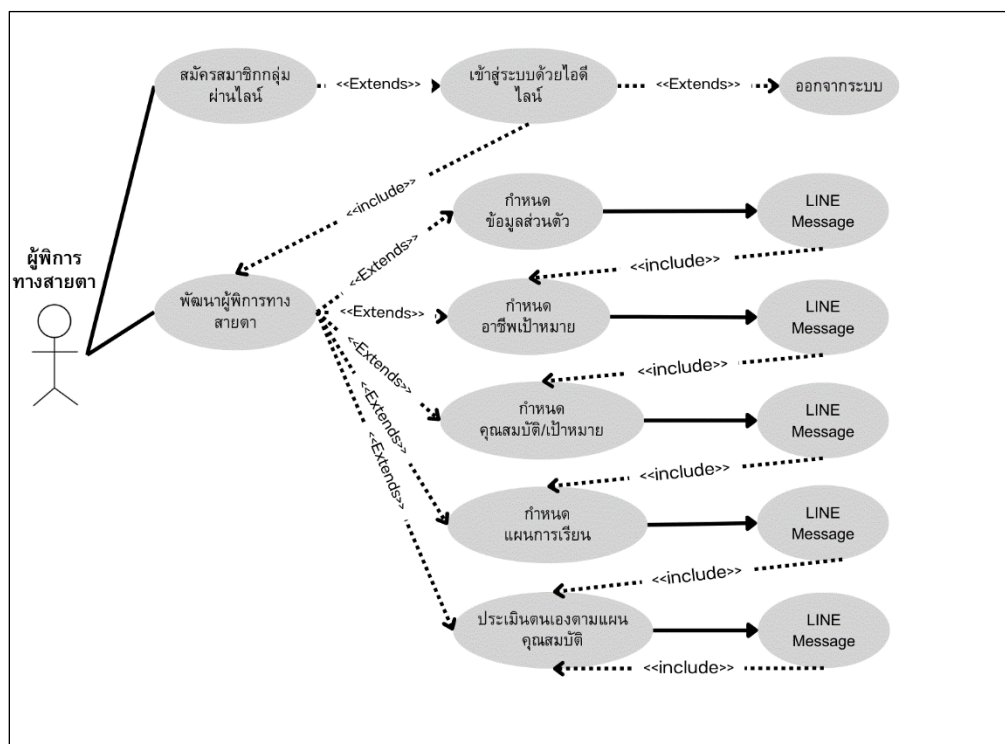 สมัครสมาชิกกลุ่ม
ผ่านไลน์
<<Extends>>
เข้าสู่ระบบด้วยไอดี
ไลน์
<<Extends>>
ออกจากระบบ
<<include>>
กำหนด
ข้อมูลส่วนตัว
LINE
Message
<<Extends>>
<<include>>
ผู้พิการ
ทางสายตา
พัฒนาผู้พิการทาง
สายตา
<<Extends>>
กำหนด
อาชีพเป้าหมาย
LINE
Message
<<Extends>>
<<include>>
กำหนด
คุณสมบัติ/เป้าหมาย
LINE
Message
<<Extends>>
<<include>>
<<Extends>>
กำหนด
แผนการเรียน
LINE
Message
<<include>>
ประเมินตนเองตามแผน
คุณสมบัติ
LINE
Message
<<include>>